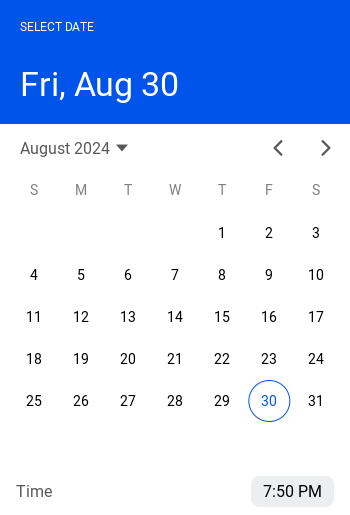 SELECT DATE
Fri, Aug 30
August 2024
S M T W T F S
1 2 3
4 5 6 7 8 9 10
11 12 13 14 15 16 17
18 19 20 21 22 23 24
25 26 27 28 29 30 31
Time 7:50 PM